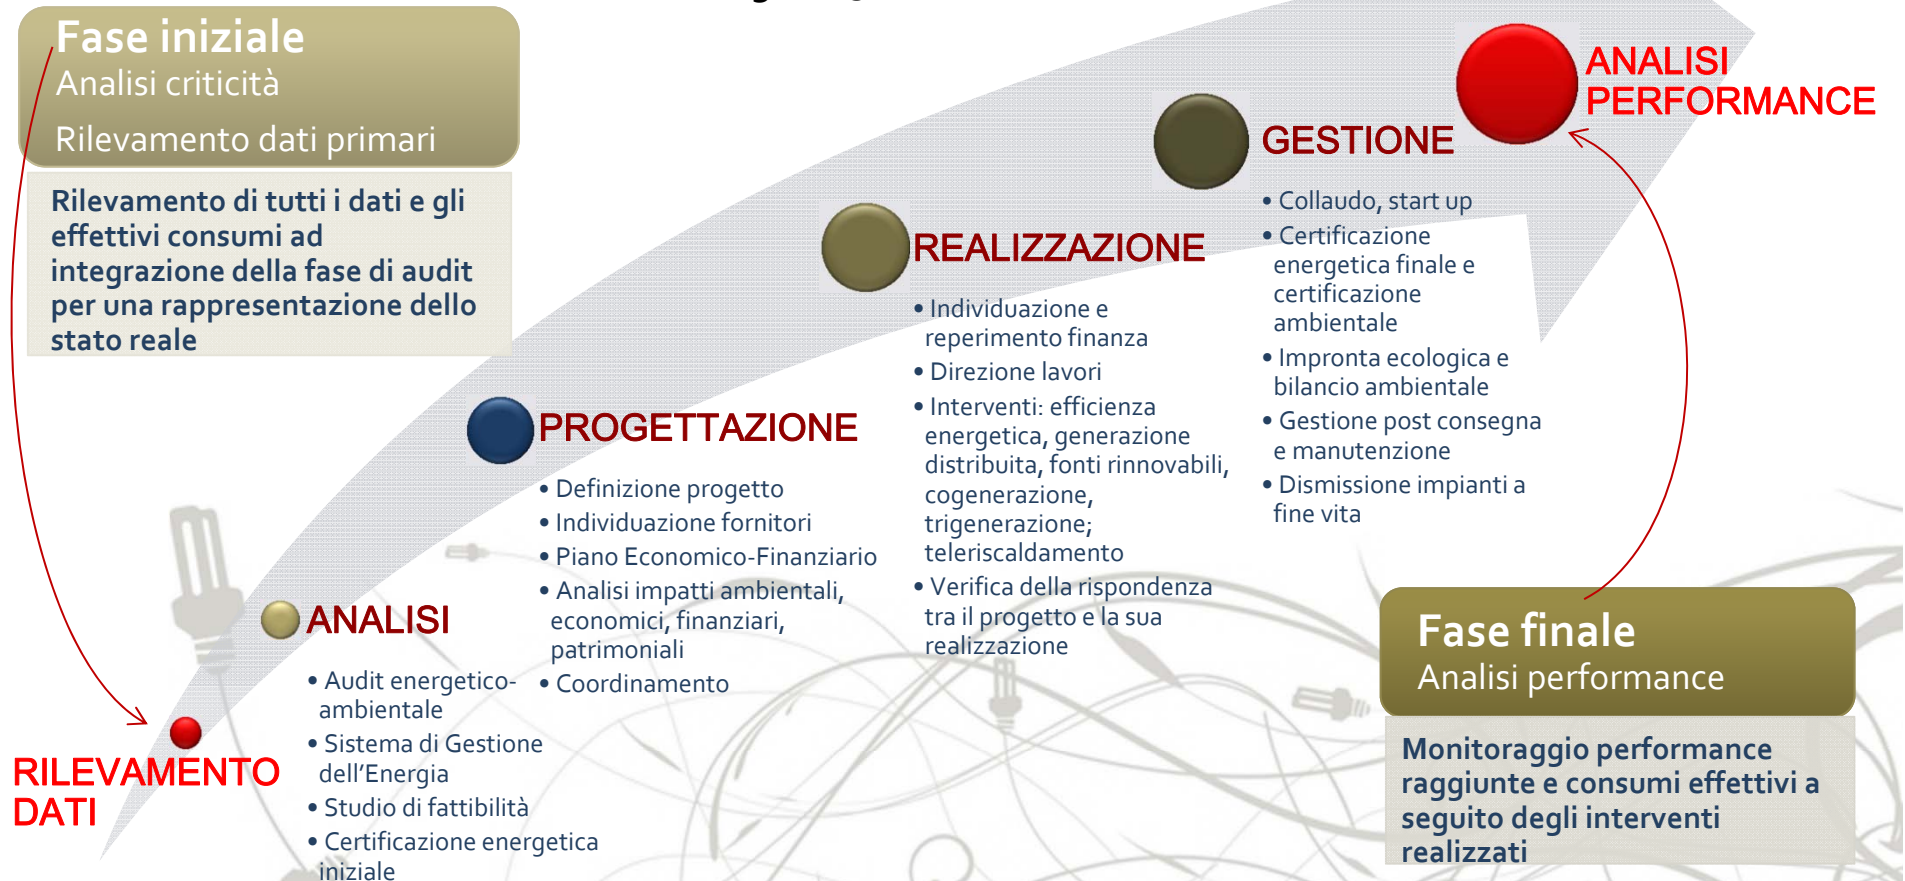 Fase iniziale
Analisi criticità
Rilevamento dati primari
Rilevamento di tutti i dati e gli
effettivi consumi ad
integrazione della fase di audit
per una rappresentazione dello
stato reale
RILEVAMENTO
DATI
ANALISI
• Audit energetico-
ambientale
• Sistema di Gestione
dell'Energia
• Studio di fattibilità
• Certificazione energetica
iniziale
PROGETTAZIONE
• Definizione progetto
• Individuazione fornitori
• Piano Economico-Finanziario
• Analisi impatti ambientali,
economici, finanziari,
patrimoniali
• Coordinamento
REALIZZAZIONE
• Individuazione e
reperimento finanza
• Direzione lavori
• Interventi: efficienza
energetica, generazione
distribuita, fonti rinnovabili,
cogenerazione,
trigenerazione;
teleriscaldamento
• Verifica della rispondenza
tra il progetto e la sua
realizzazione
GESTIONE
• Collaudo, start up
• Certificazione
energetica finale e
certificazione
ambientale
• Impronta ecologica e
bilancio ambientale
• Gestione post consegna
e manutenzione
• Dismissione impianti a
fine vita
ANALISI
PERFORMANCE
Fase finale
Analisi performance
Monitoraggio performance
raggiunte e consumi effettivi a
seguito degli interventi
realizzati